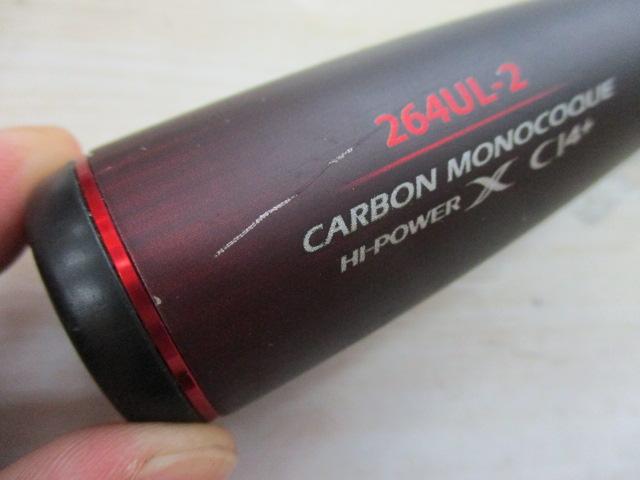 264UL-2
CARBON MONOCOQUE
HI-POWER X CI4+